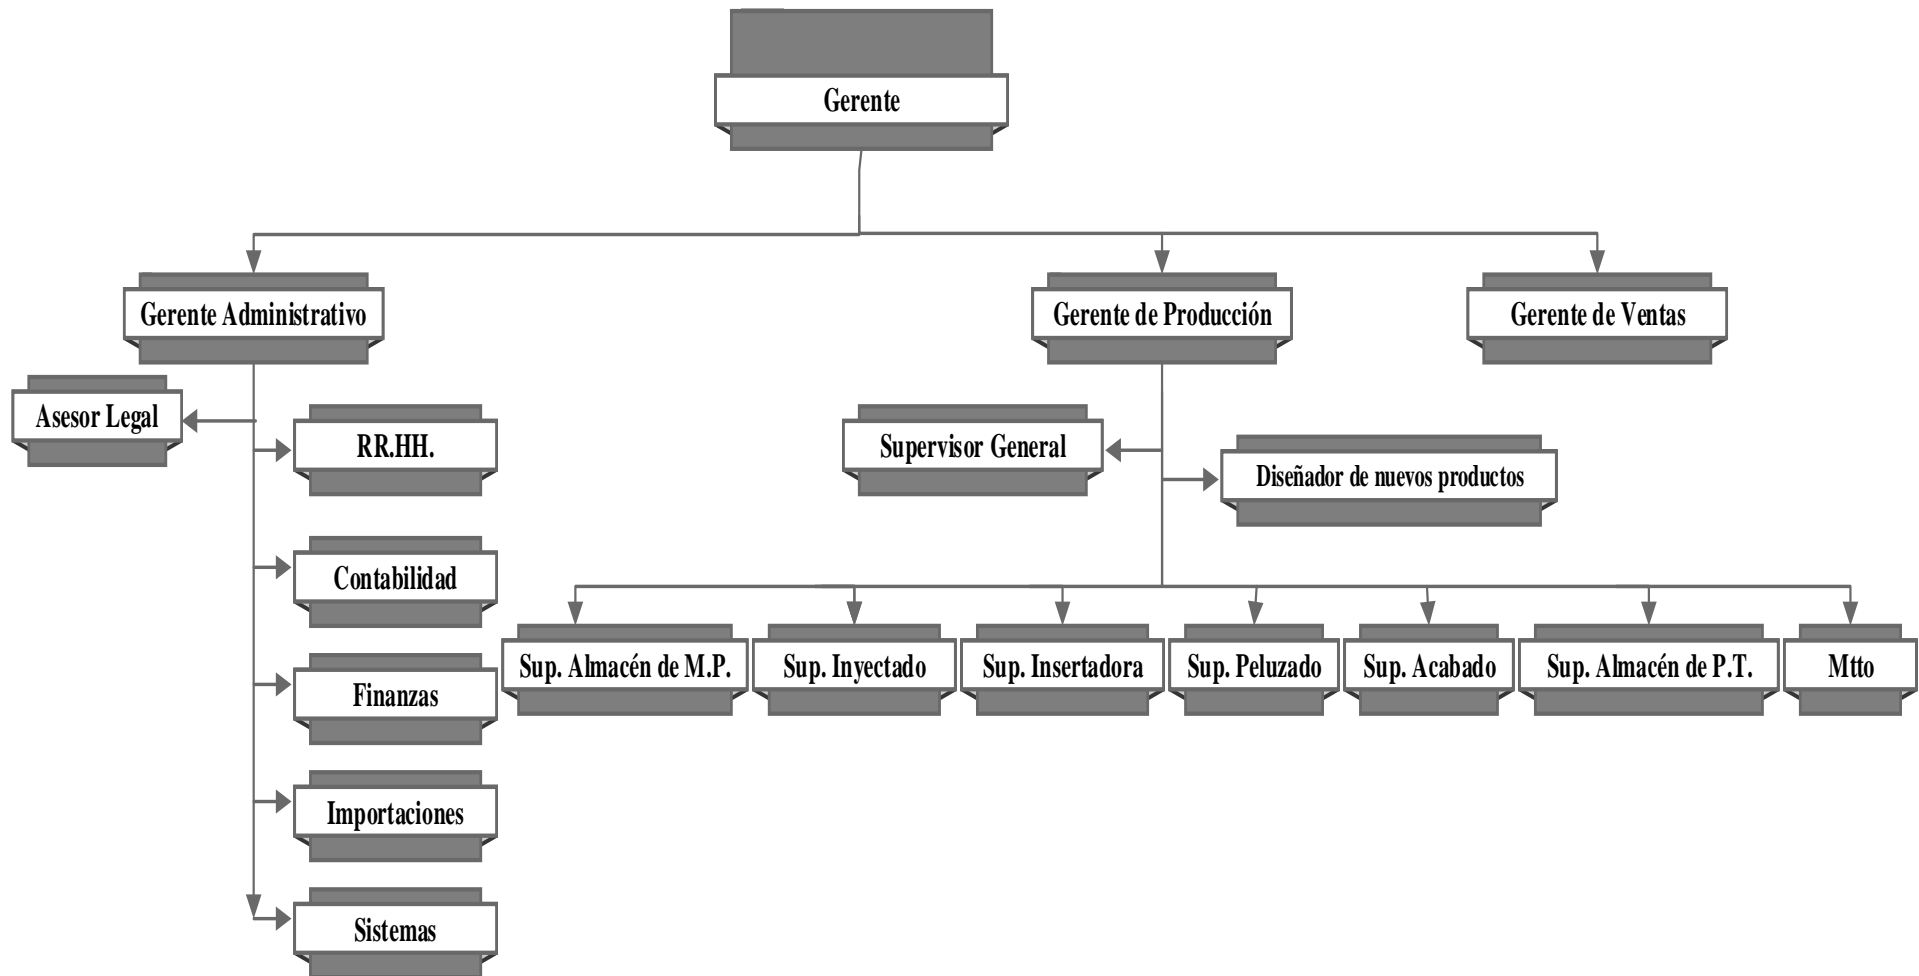 Gerente
Gerente Administrativo
Gerente de Producción
Gerente de Ventas
Asesor Legal
RR.HH.
Supervisor General
Diseñador de nuevos productos
Contabilidad
Sup. Almacén de M.P.
Sup. Inyectado
Sup. Insertadora
Sup. Peluzado
Sup. Acabado
Sup. Almacén de P.T.
Mtto
Finanzas
Importaciones
Sistemas